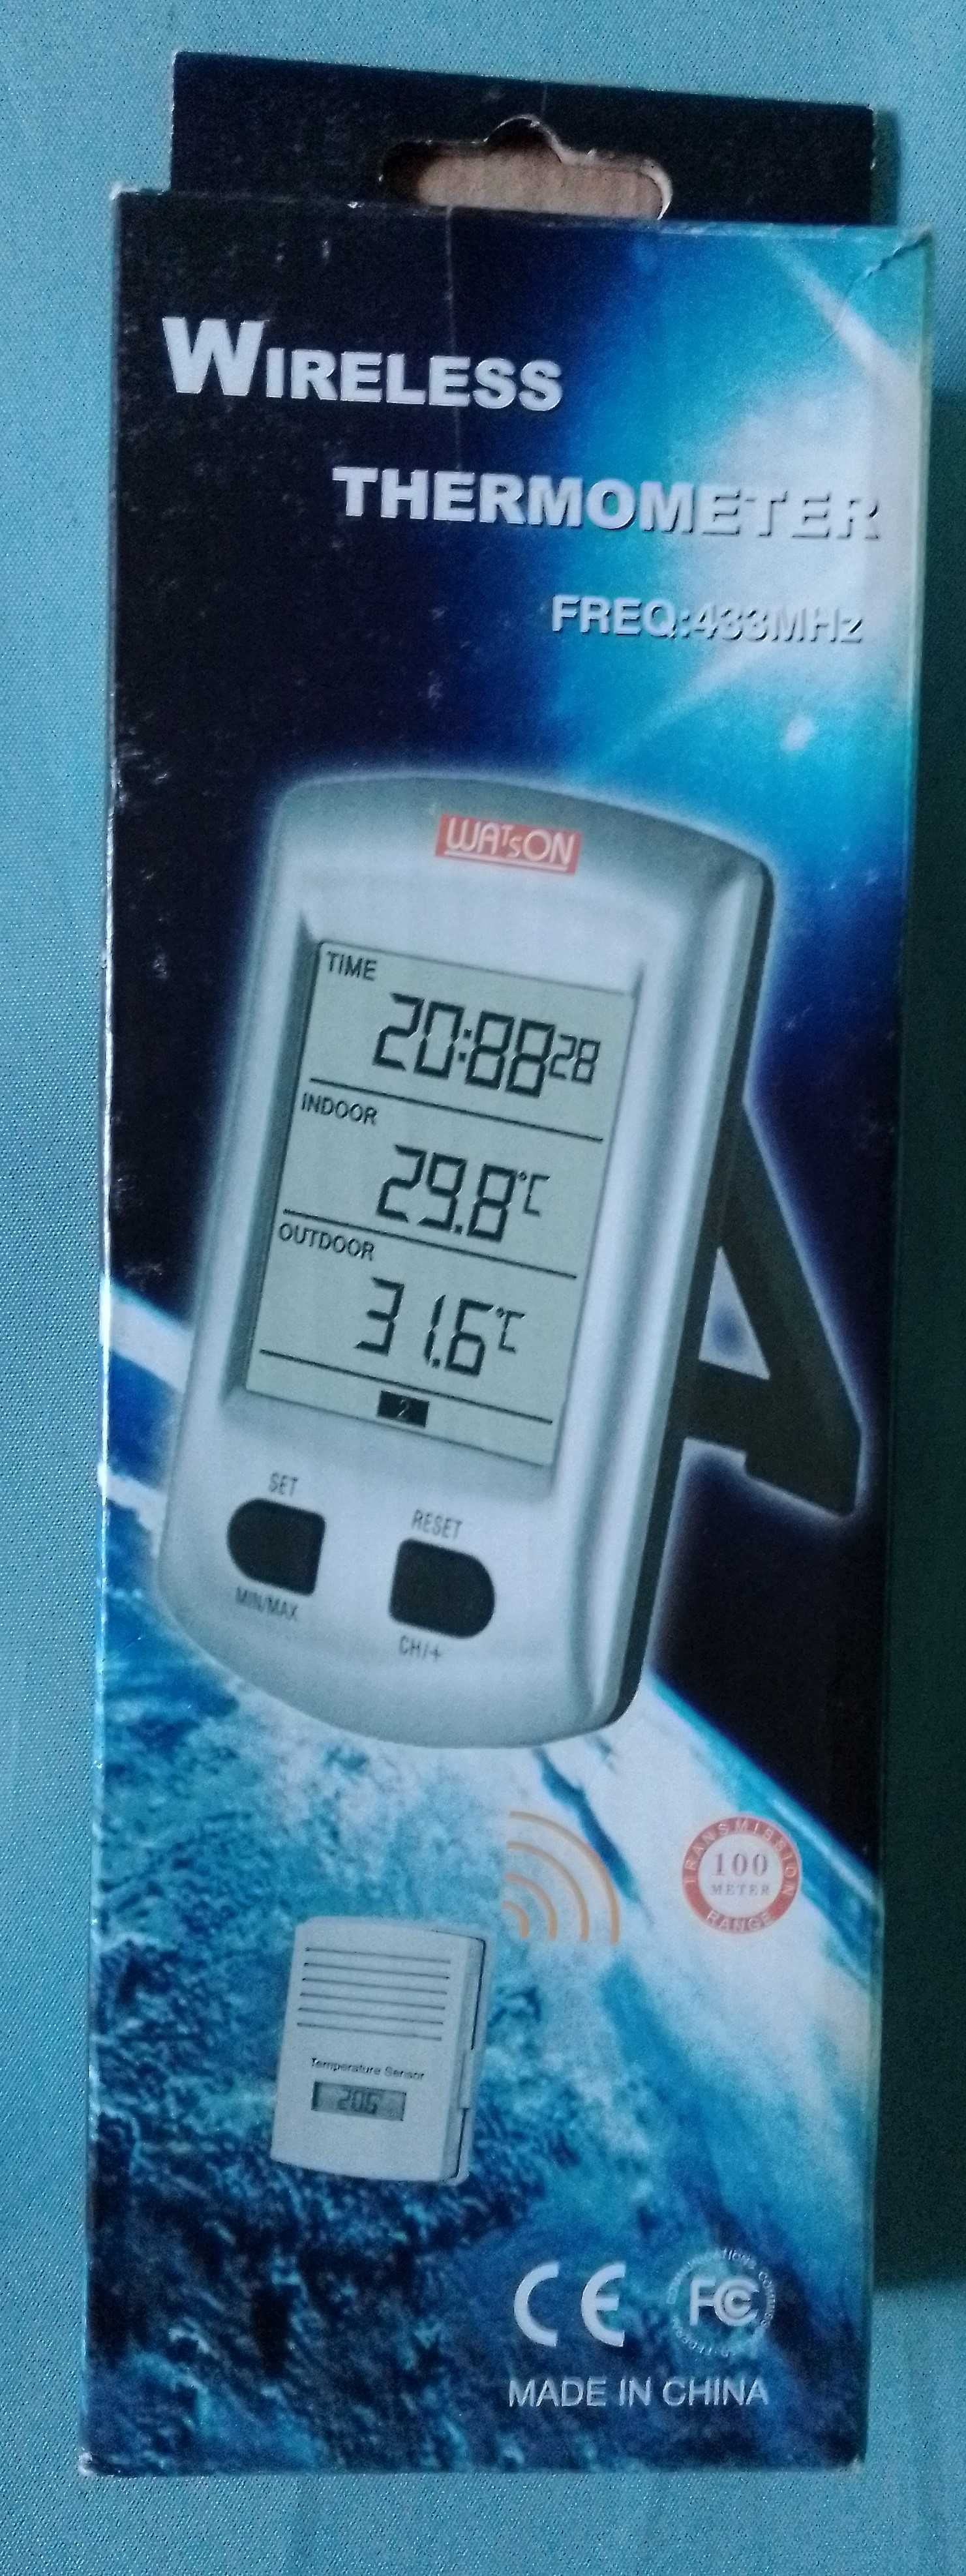 WIRELESS
THERMOMETER
FREQ:433MHz
WATSON
TIME
20:88 28
INDOOR
29.8°C
OUTDOOR
31.6°C
2
SET
RESET
MIN/MAX
CH/+
TRANSMISSION
100
METER
RANGE
Temperature Sensor
20.6
CE
FC
MADE IN CHINA